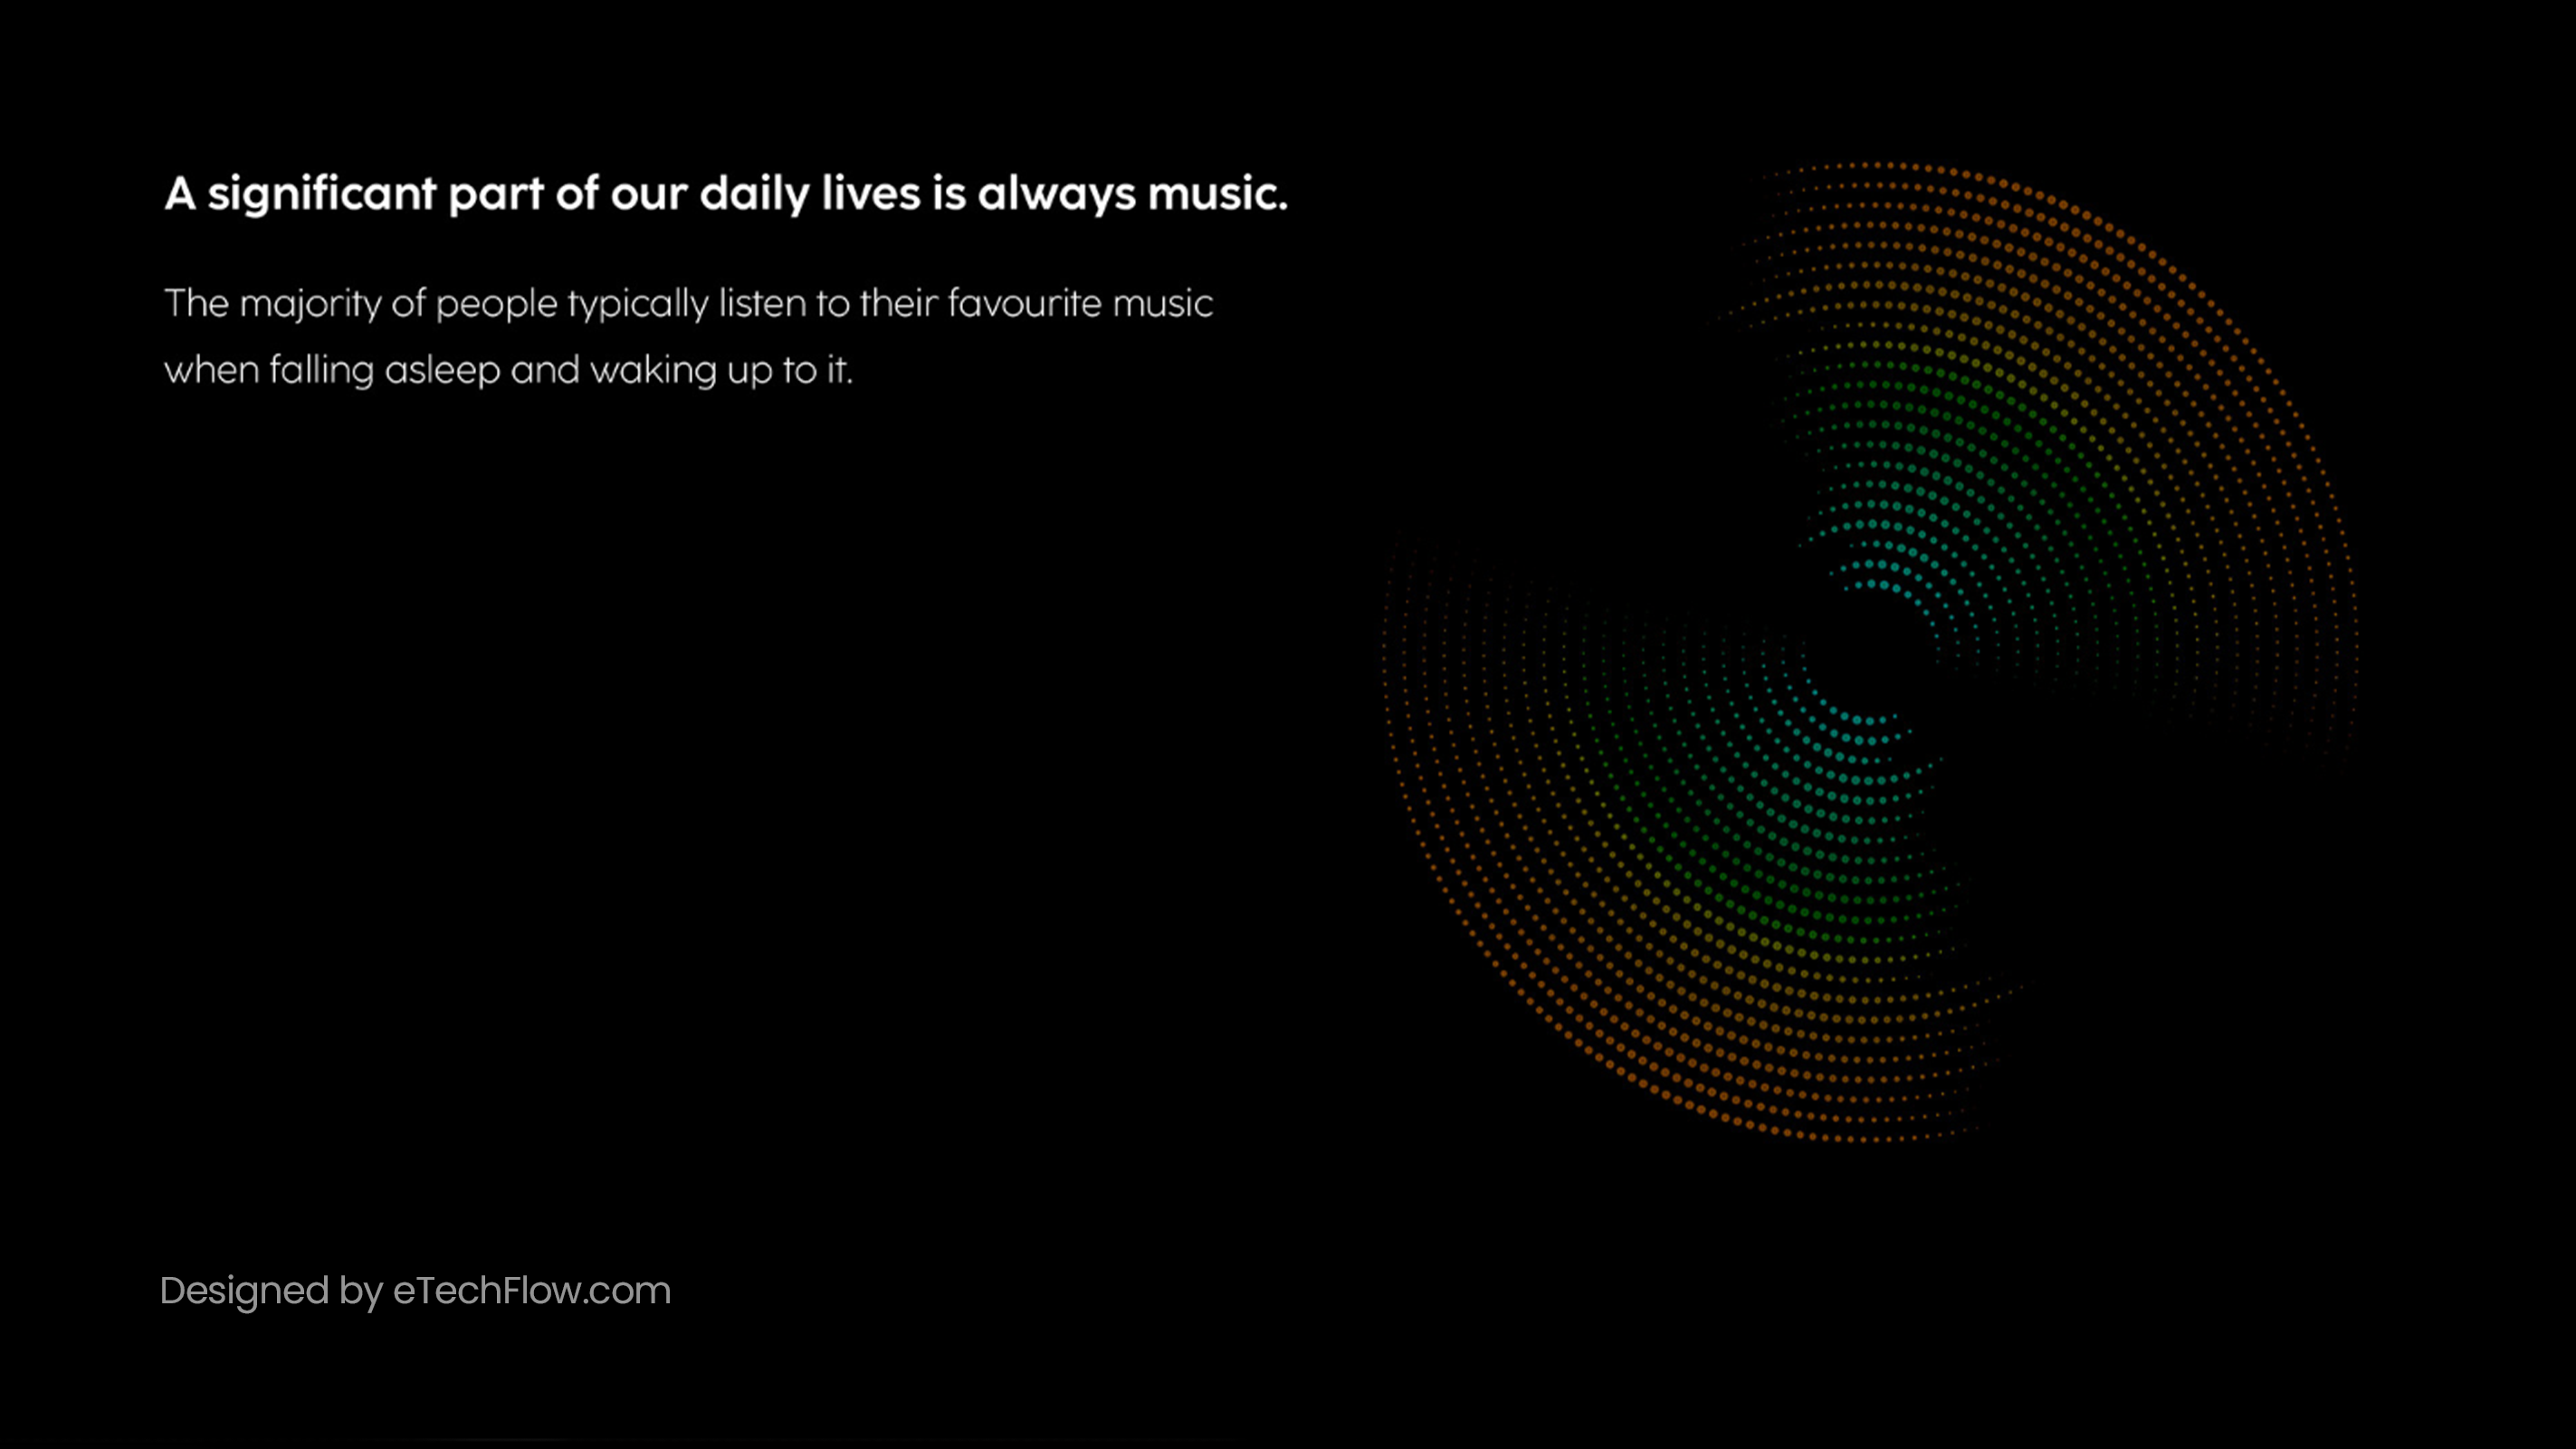 A significant part of our daily lives is always music.
The majority of people typically listen to their favourite music
when falling asleep and waking up to it.
Designed by eTechFlow.com